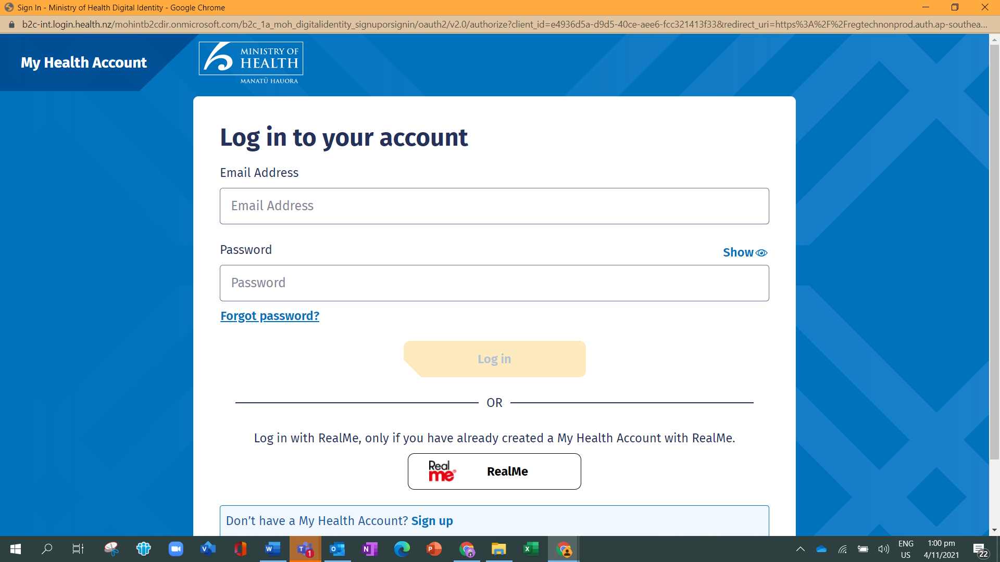 Sign In - Ministry of Health Digital Identity - Google Chrome
b2c-int.login.health.nz/mohintb2cdir.onmicrosoft.com/b2c_1a_moh_digitalidentity_signuporsignin/oauth2/v2.0/authorize?client_id=e4936d5a-d9d5-40ce-aee6-fcc321413f33&redirect_uri=https%3A%2F%2Fregtechnonprod.auth.ap-southea...
My Health Account
MINISTRY OF
HEALTH
MANATŪ HAUORA
Log in to your account
Email Address
Email Address
Password
Show
Password
Forgot password?
Log in
OR
Log in with RealMe, only if you have already created a My Health Account with RealMe.
Real
me
RealMe
Don’t have a My Health Account? Sign up
ENG
US
1:00 pm
4/11/2021
22
1